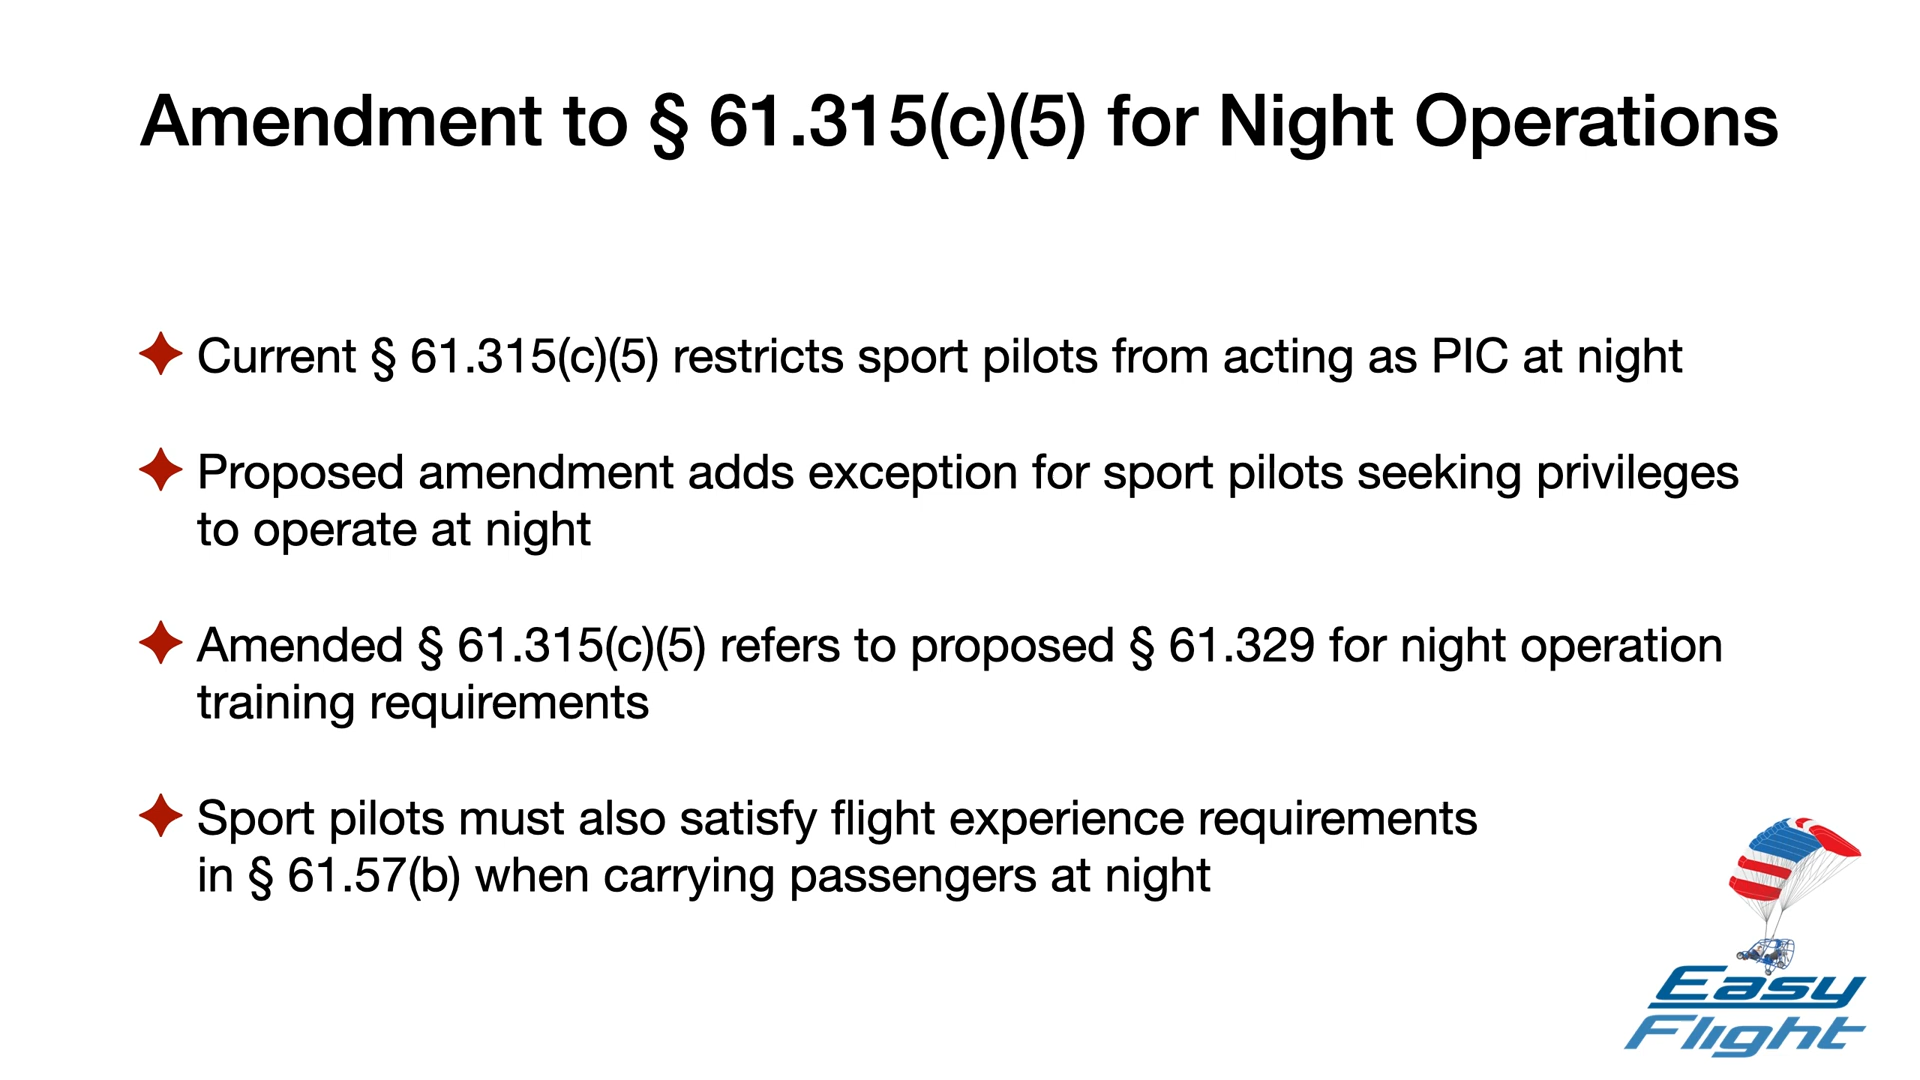 Amendment to § 61.315(c)(5) for Night Operations
Current § 61.315(c)(5) restricts sport pilots from acting as PIC at night
Proposed amendment adds exception for sport pilots seeking privileges
to operate at night
Amended § 61.315(c)(5) refers to proposed § 61.329 for night operation
training requirements
Sport pilots must also satisfy flight experience requirements
in § 61.57(b) when carrying passengers at night
Easy
Flight